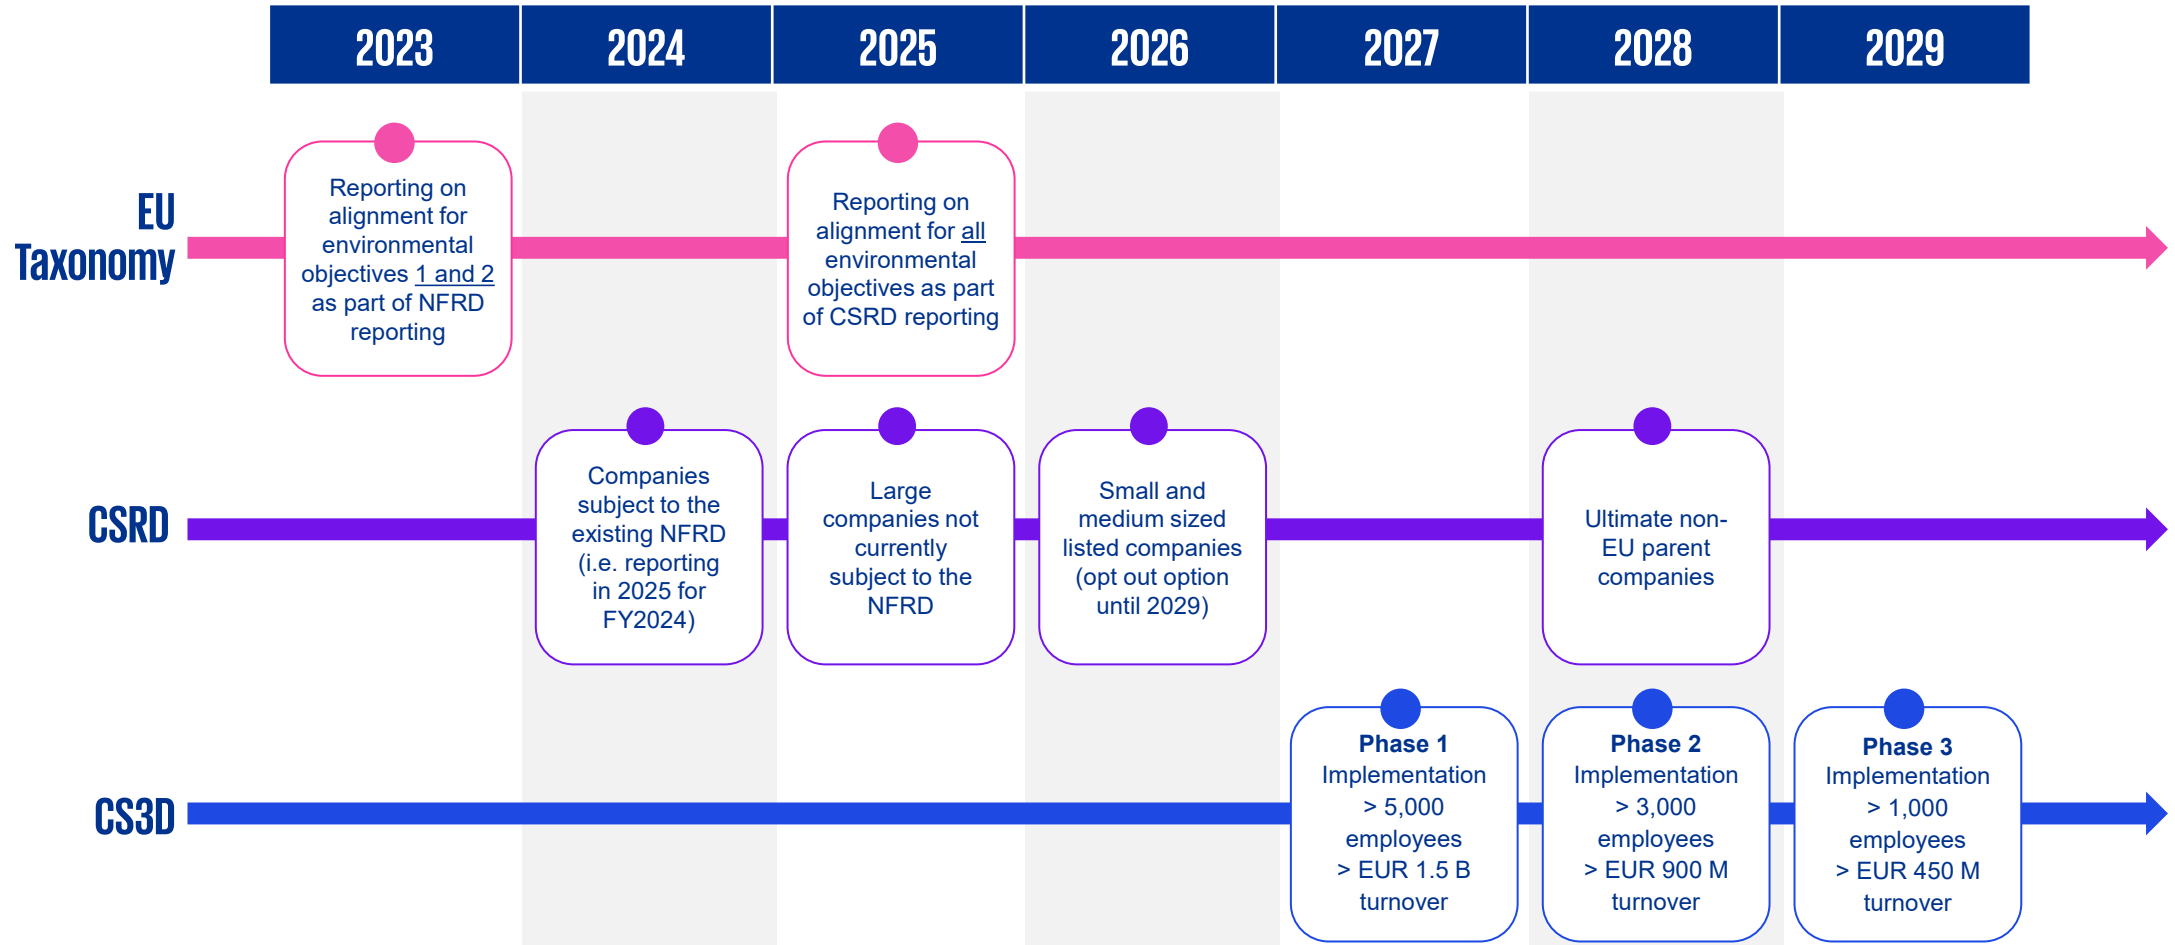 2023
2024
2025
2026
2027
2028
2029
EU
Taxonomy
Reporting on
alignment for
environmental
objectives 1 and 2
as part of NFRD
reporting
Reporting on
alignment for all
environmental
objectives as part
of CSRD reporting
CSRD
Companies
subject to the
existing NFRD
(i.e. reporting
in 2025 for
FY2024)
Large
companies not
currently
subject to the
NFRD
Small and
medium sized
listed companies
(opt out option
until 2029)
Ultimate non-
EU parent
companies
CS3D
Phase 1
Implementation
> 5,000
employees
> EUR 1.5 B
turnover
Phase 2
Implementation
> 3,000
employees
> EUR 900 M
turnover
Phase 3
Implementation
> 1,000
employees
> EUR 450 M
turnover